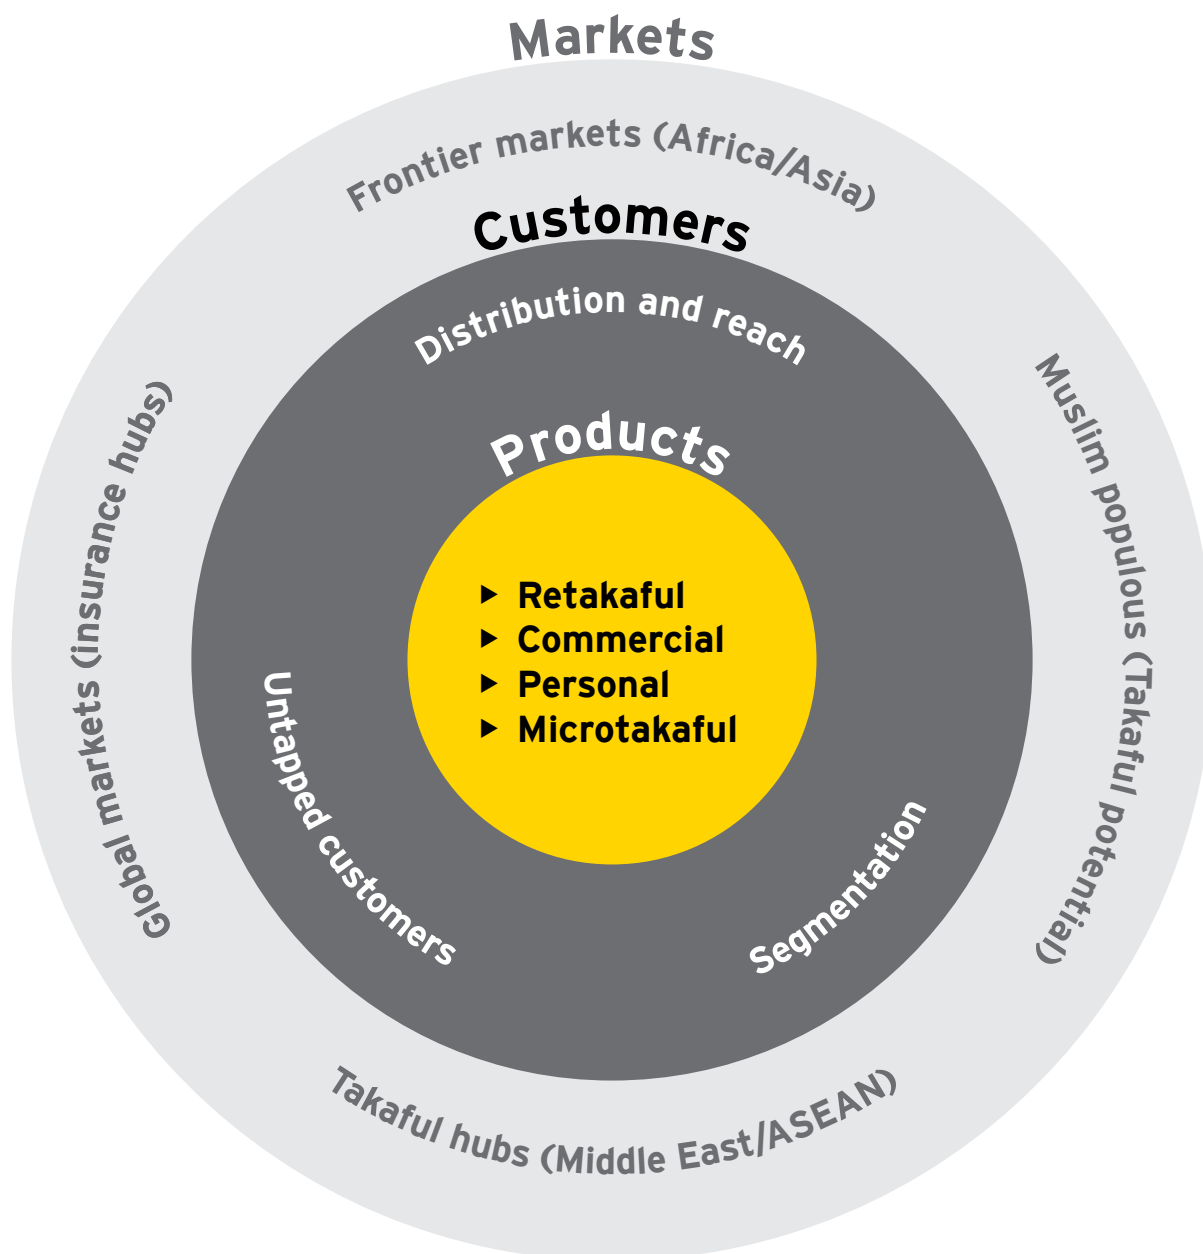 Markets
Frontier markets (Africa/Asia)
Customers
Distribution and reach
Products
Muslim populous (Takaful potential)
Global markets (insurance hubs)
► Retakaful
► Commercial
► Personal
► Microtakaful
Untapped customers
Segmentation
Takaful hubs (Middle East/ASEAN)